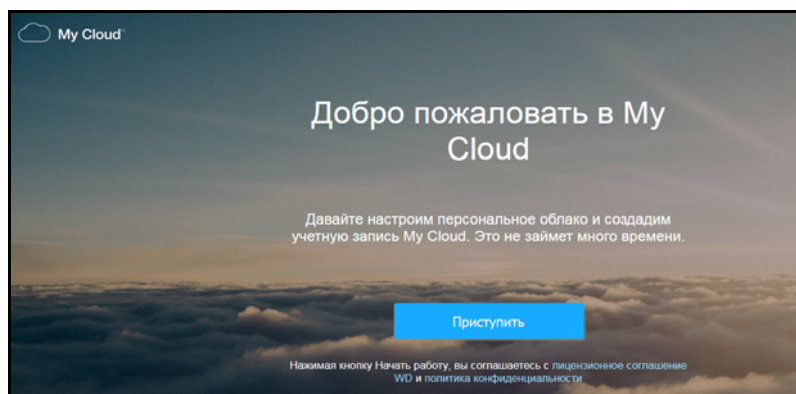 My Cloud™
Добро пожаловать в My
Cloud
Давайте настроим персональное облако и создадим
учетную запись My Cloud. Это не займет много времени.
Приступить
Нажимая кнопку Начать работу, вы соглашаетесь с лицензионное соглашение
WD и политика конфиденциальности